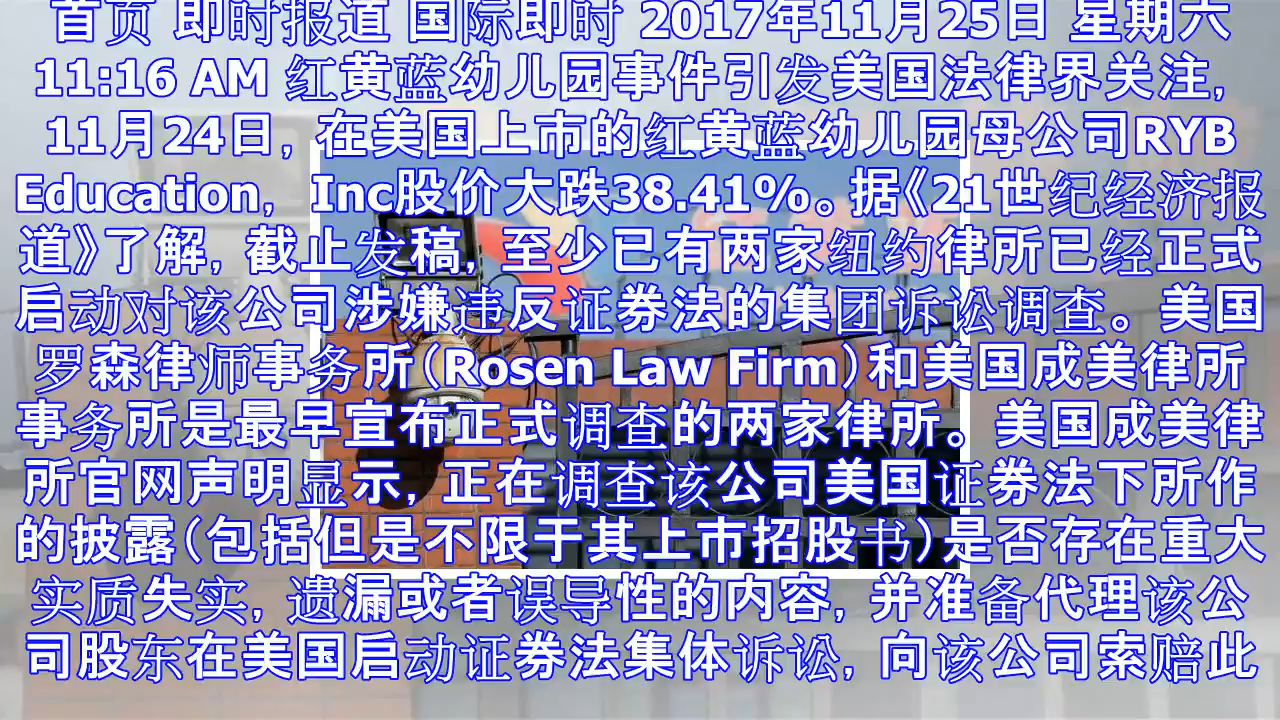 首页 即时报道 国际即时 2017年11月25日 星期六
11:16 AM 红黄蓝幼儿园事件引发美国法律界关注,
11月24日, 在美国上市的红黄蓝幼儿园母公司RYB
Education, Inc股价大跌38.41%。据《21世纪经济报
道》了解, 截止发稿, 至少已有两家纽约律所已经正式
启动对该公司涉嫌违反证券法的集团诉讼调查。美国
罗森律师事务所(Rosen Law Firm)和美国成美律所
事务所是最早宣布正式调查的两家律所。美国成美律
所官网声明显示, 正在调查该公司美国证券法下所作
的披露(包括但是不限于其上市招股书)是否存在重大
实质失实, 遗漏或者误导性的内容, 并准备代理该公
司股东在美国启动证券法集体诉讼, 向该公司索赔此